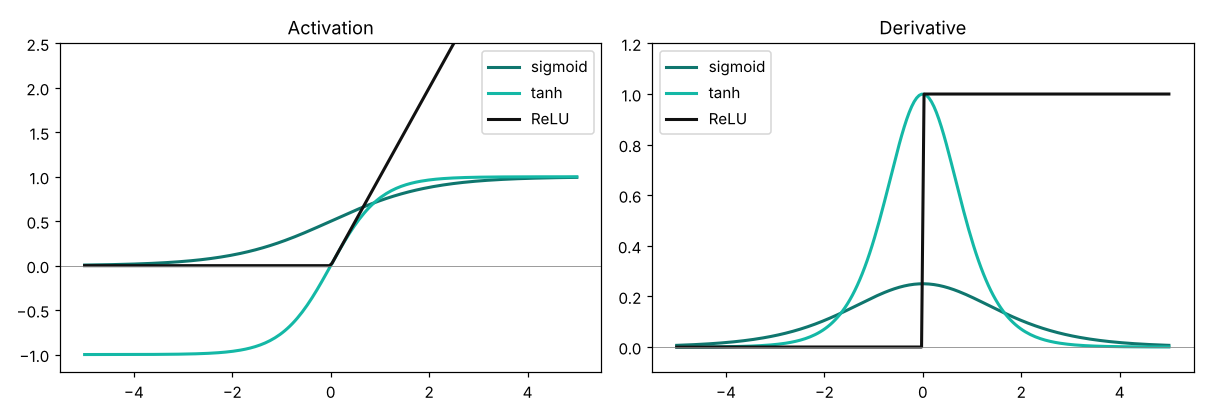 Activation
2.5
2.0
1.5
1.0
0.5
0.0
−0.5
−1.0
−4 −2 0 2 4
sigmoid
tanh
ReLU
Derivative
1.2
1.0
0.8
0.6
0.4
0.2
0.0
−4 −2 0 2 4
sigmoid
tanh
ReLU